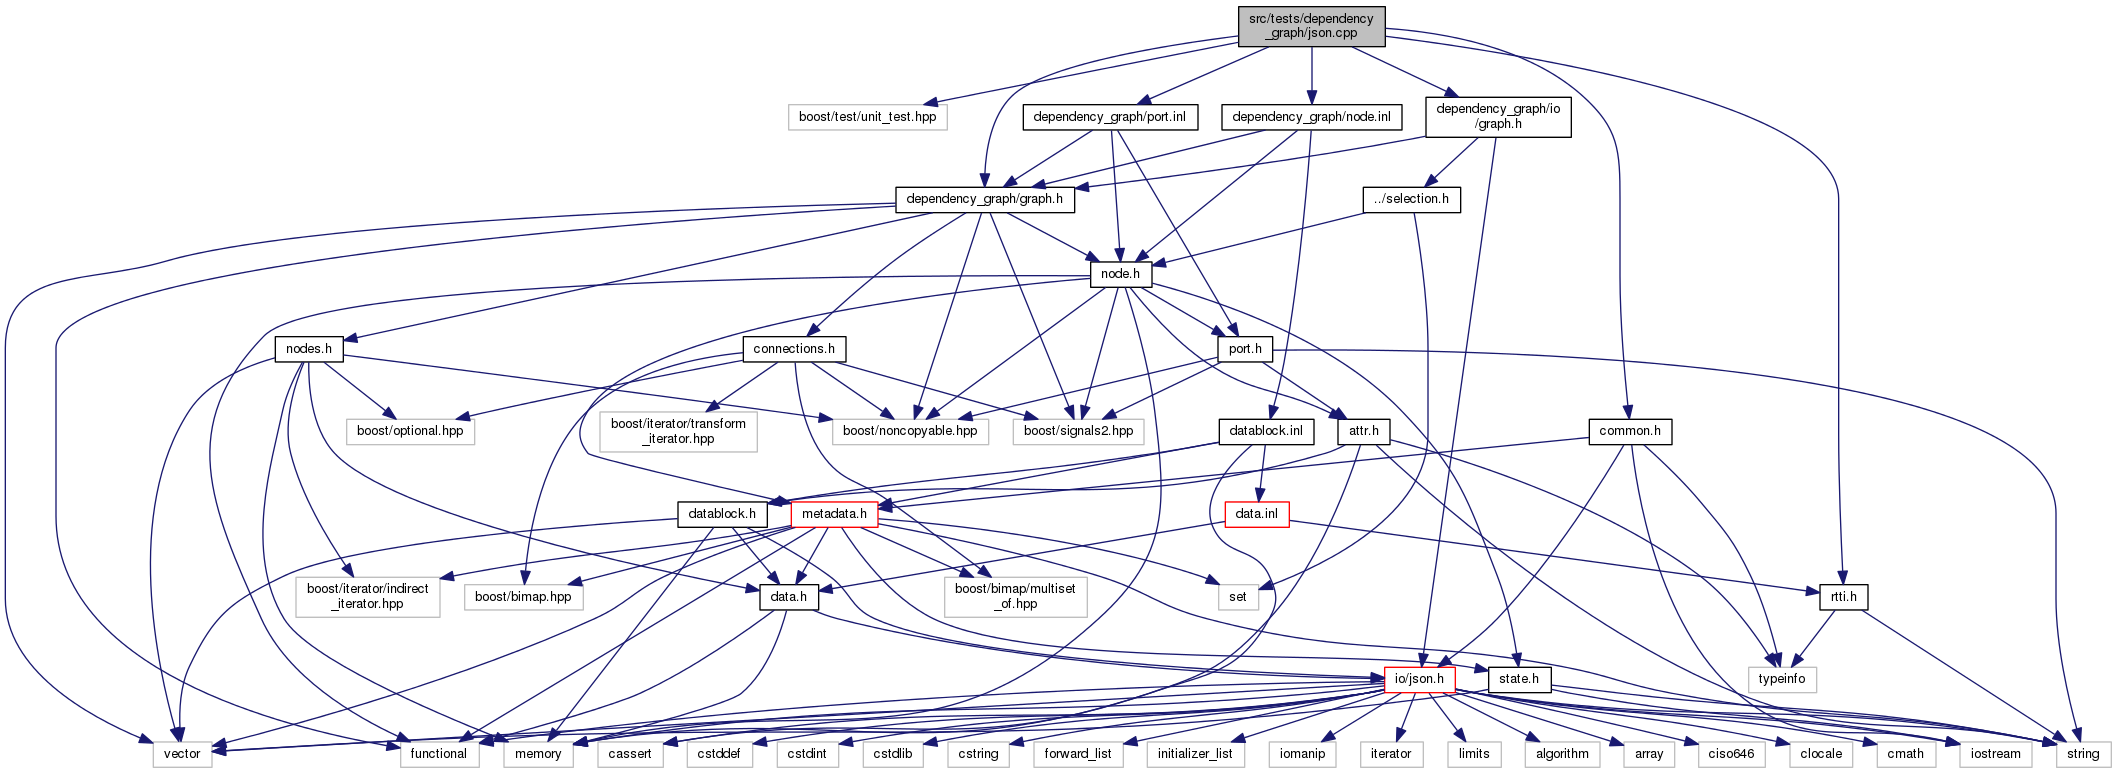 src/tests/dependency
_graph/json.cpp
boost/test/unit_test.hpp
dependency_graph/port.inl
dependency_graph/node.inl
dependency_graph/io
/graph.h
dependency_graph/graph.h
../selection.h
node.h
nodes.h
connections.h
port.h
boost/optional.hpp
boost/iterator/transform
_iterator.hpp
boost/noncopyable.hpp
boost/signals2.hpp
datablock.inl
attr.h
common.h
datablock.h
metadata.h
data.inl
boost/iterator/indirect
_iterator.hpp
boost/bimap.hpp
data.h
boost/bimap/multiset
_of.hpp
set
rtti.h
io/json.h
state.h
typeinfo
vector
functional
memory
cassert
cstddef
cstdint
cstdlib
cstring
forward_list
initializer_list
iomanip
iterator
limits
algorithm
array
ciso646
clocale
cmath
iostream
string